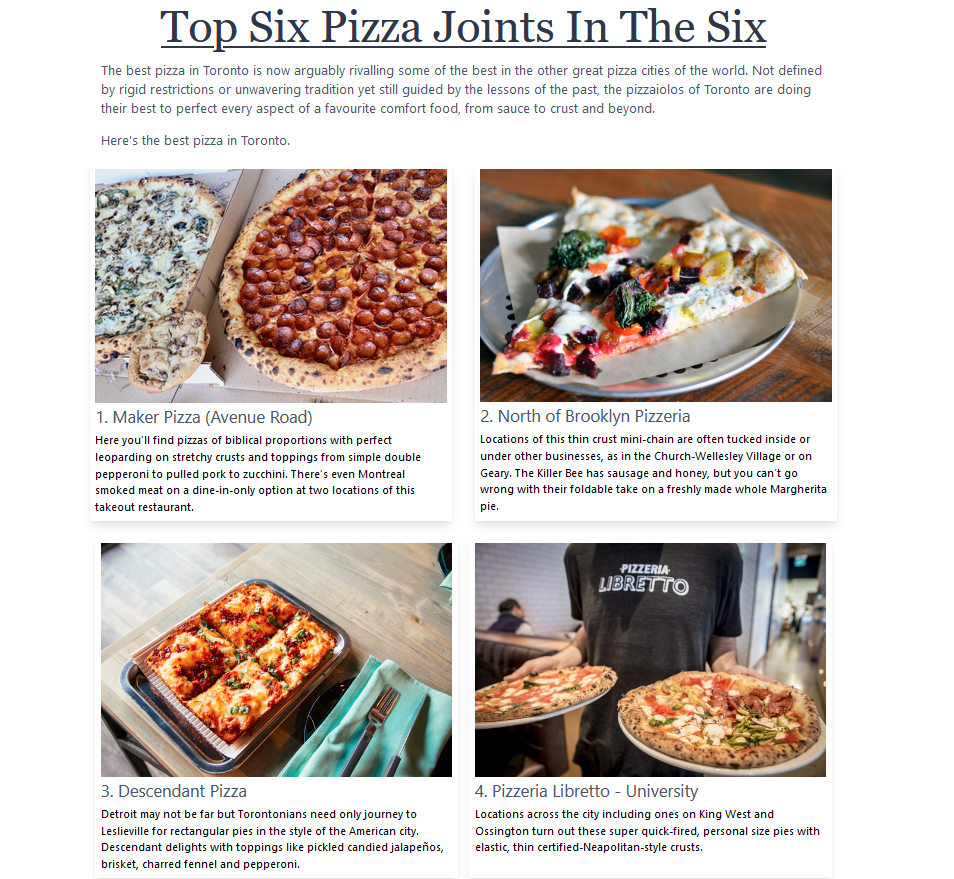 Top Six Pizza Joints In The Six
The best pizza in Toronto is now arguably rivalling some of the best in the other great pizza cities of the world. Not defined
by rigid restrictions or unwavering tradition yet still guided by the lessons of the past, the pizzaiolos of Toronto are doing
their best to perfect every aspect of a favourite comfort food, from sauce to crust and beyond.
Here's the best pizza in Toronto.
1. Maker Pizza (Avenue Road)
Here you'll find pizzas of biblical proportions with perfect
leoparding on stretchy crusts and toppings from simple double
pepperoni to pulled pork to zucchini. There's even Montreal
smoked meat on a dine-in-only option at two locations of this
takeout restaurant.
2. North of Brooklyn Pizzeria
Locations of this thin crust mini-chain are often tucked inside or
under other businesses, as in the Church-Wellesley Village or on
Geary. The Killer Bee has sausage and honey, but you can't go
wrong with their foldable take on a freshly made whole Margherita
pie.
3. Descendant Pizza
Detroit may not be far but Torontonians need only journey to
Leslieville for rectangular pies in the style of the American city.
Descendant delights with toppings like pickled candied jalapeños,
brisket, charred fennel and pepperoni.
PIZZERIA
LIBRETTO
4. Pizzeria Libretto - University
Locations across the city including ones on King West and
Ossington turn out these super quick-fired, personal size pies with
elastic, thin certified-Neapolitan-style crusts.